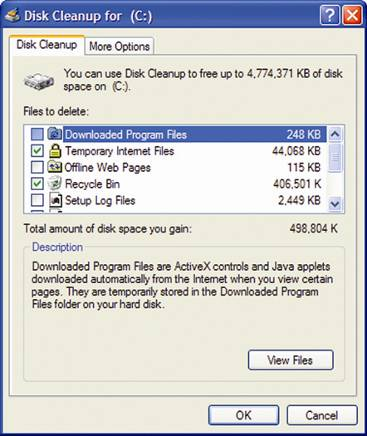 Disk Cleanup for (C:)
Disk Cleanup
More Options
You can use Disk Cleanup to free up to 4,774,371 KB of disk
space on (C:).
Files to delete:
Downloaded Program Files 248 KB
Temporary Internet Files 44,068 KB
Offline Web Pages 115 KB
Recycle Bin 406,501 K
Setup Log Files 2,449 KB
Total amount of disk space you gain: 498,804 K
Description
Downloaded Program Files are ActiveX controls and Java applets
downloaded automatically from the Internet when you view certain
pages. They are temporarily stored in the Downloaded Program
Files folder on your hard disk.
View Files
OK
Cancel